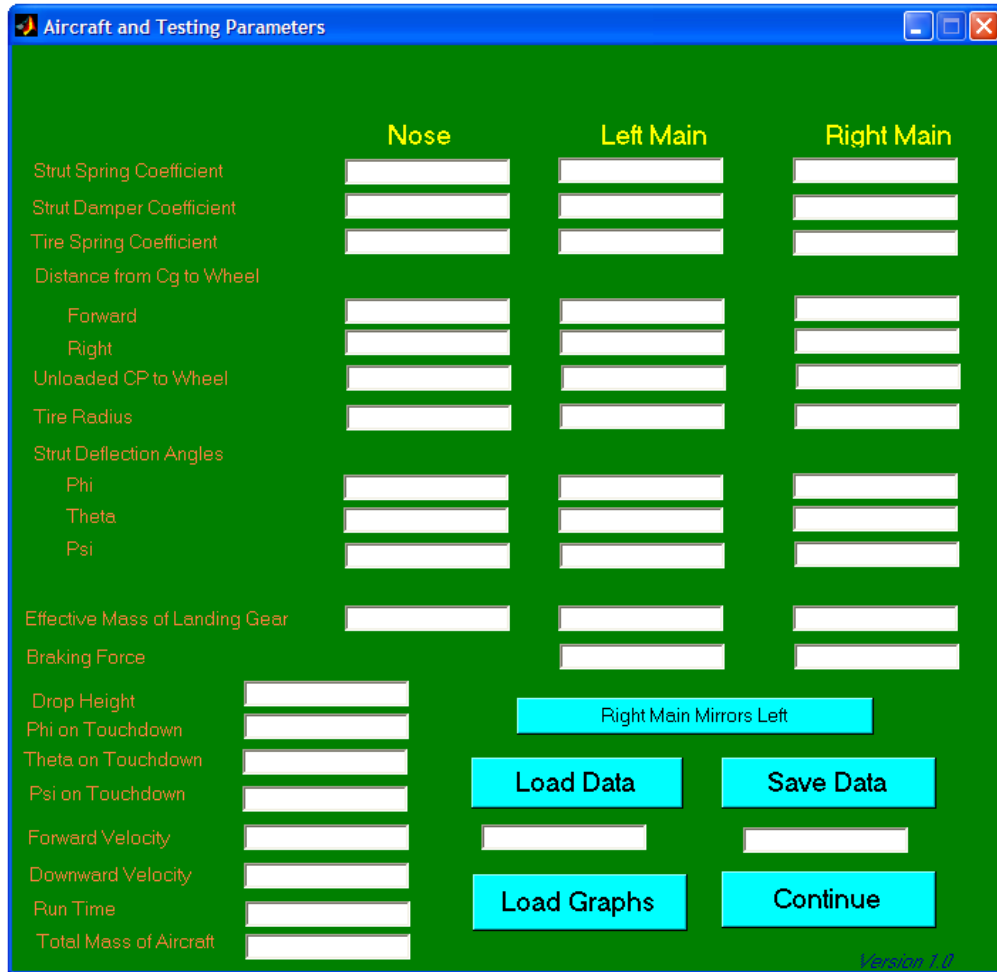 Aircraft and Testing Parameters
Nose Left Main Right Main
Strut Spring Coefficient
Strut Damper Coefficient
Tire Spring Coefficient
Distance from Cg to Wheel
Forward
Right
Unloaded CP to Wheel
Tire Radius
Strut Deflection Angles
Phi
Theta
Psi
Effective Mass of Landing Gear
Braking Force
Drop Height
Right Main Mirrors Left
Phi on Touchdown
Theta on Touchdown
Load Data Save Data
Psi on Touchdown
Forward Velocity
Downward Velocity
Load Graphs Continue
Run Time
Total Mass of Aircraft
Version 1.0